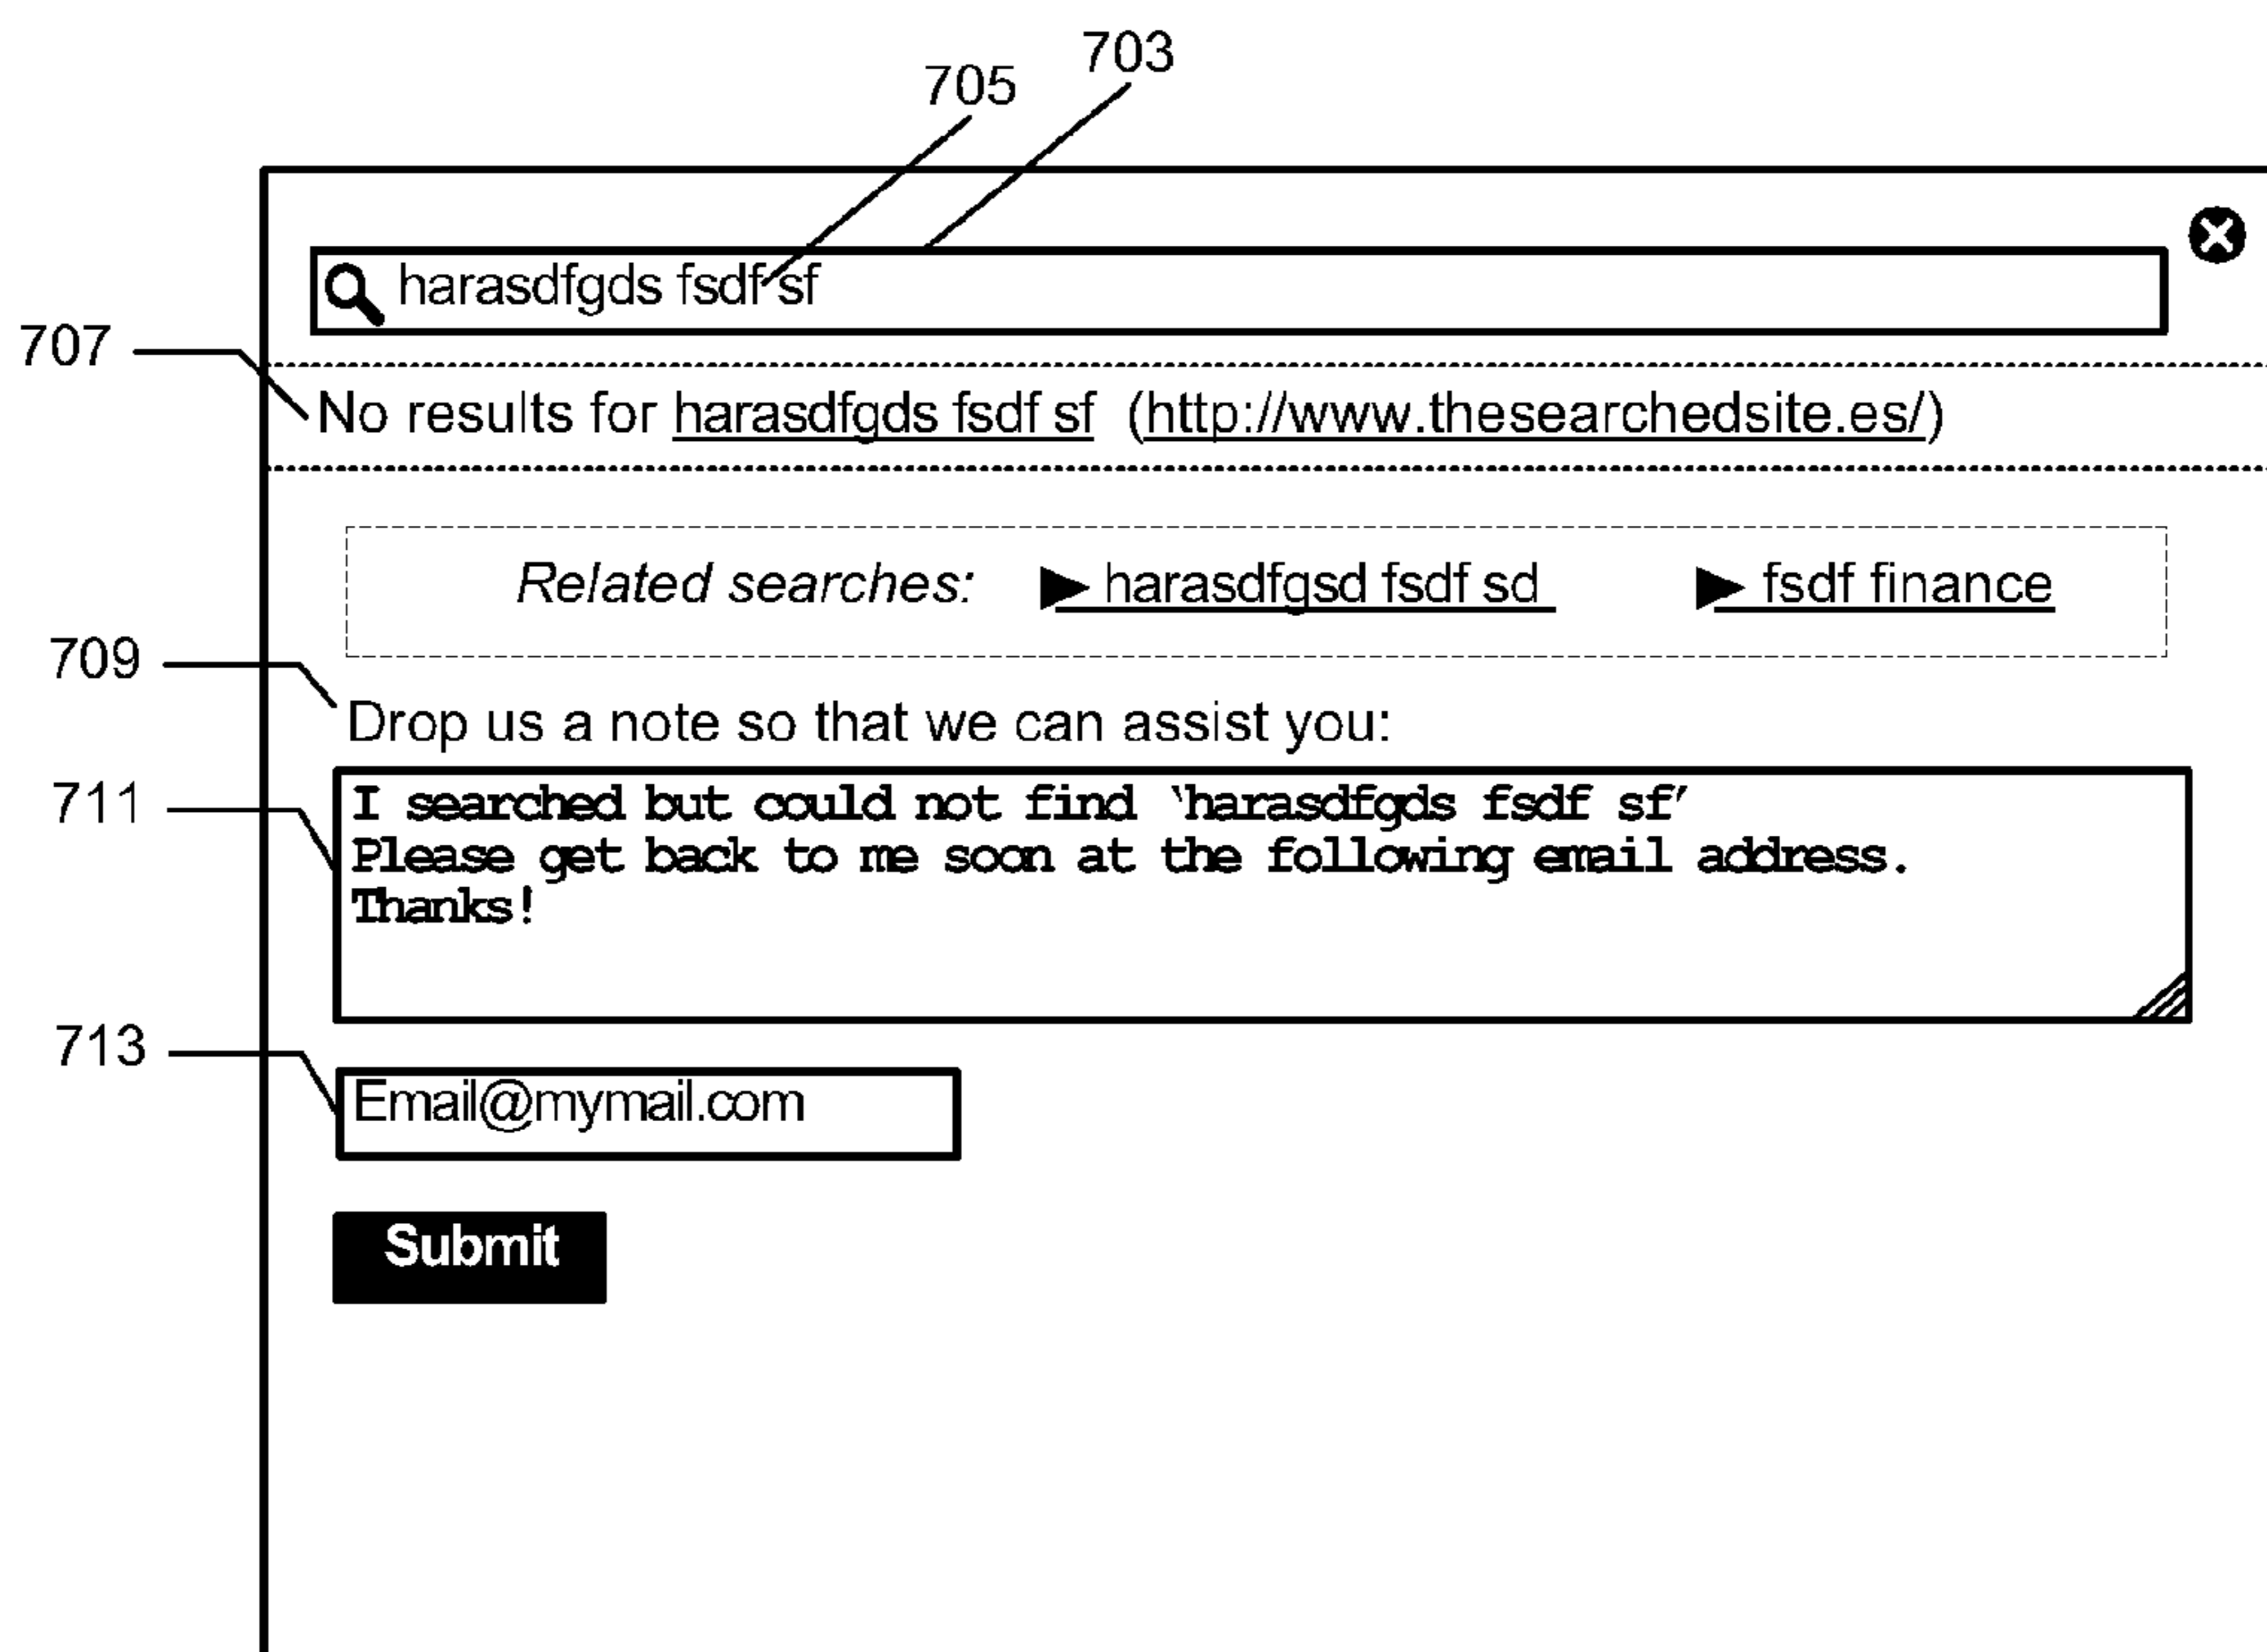 703
705
harasdfgds fsdf sf
707
No results for harasdfgds fsdf sf (http://www.thesearchedsite.es/)
Related searches: ▶ harasdfgsd fsdf sd ▶ fsdf finance
709
Drop us a note so that we can assist you:
711
I searched but could not find ‘harasdfgds fsdf sf’
Please get back to me soon at the following email address.
Thanks!
713
Email@mymail.com
Submit